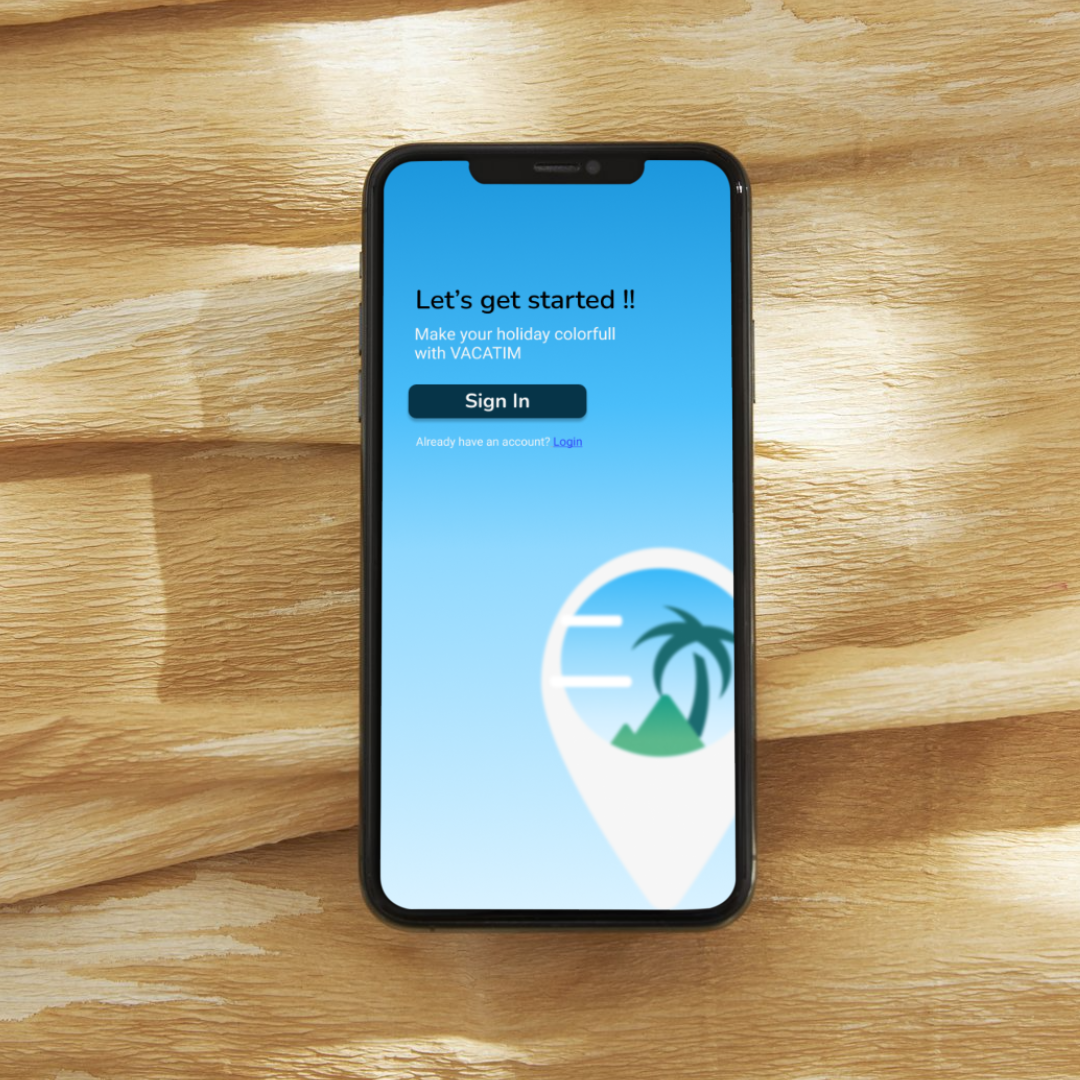 Let's get started !!
Make your holiday colorfull
with VACATIM
Sign In
Already have an account? Login